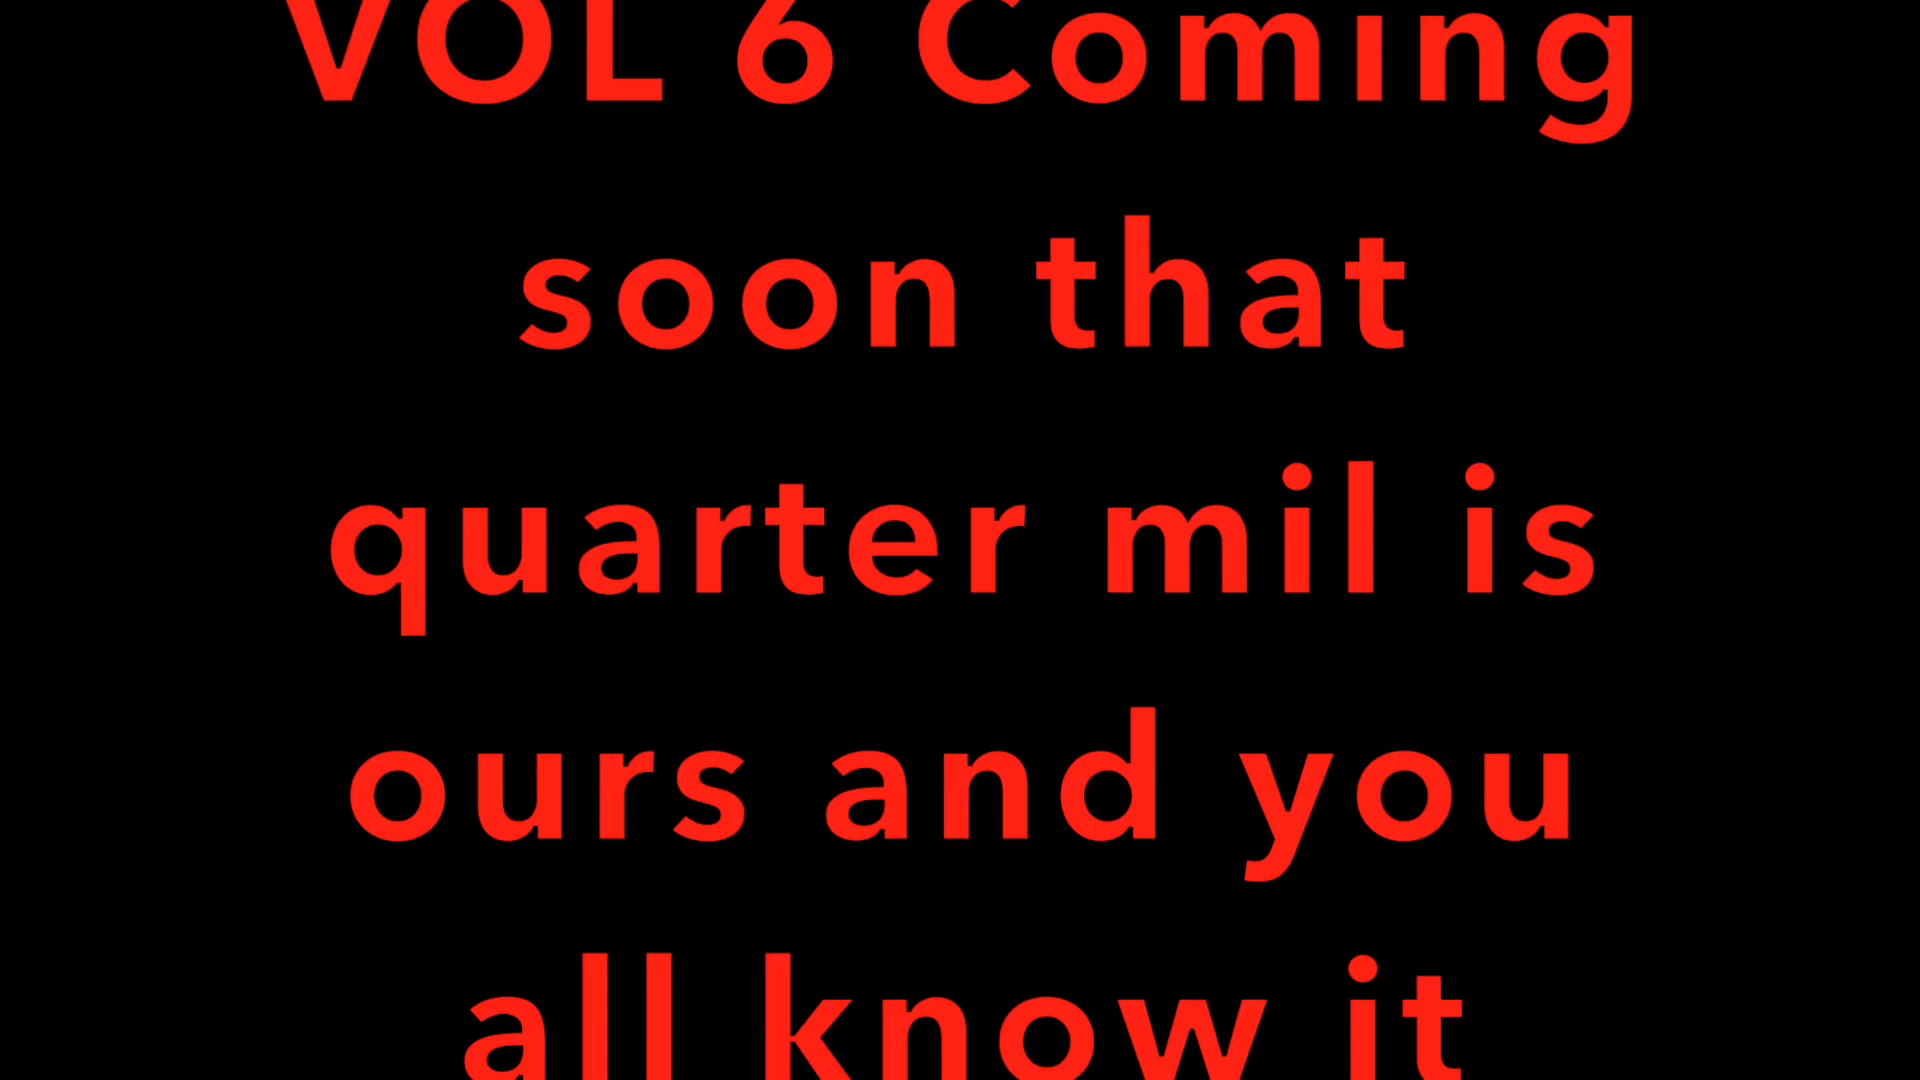 VOL 6 Coming
soon that
quarter mil is
ours and you
all know it